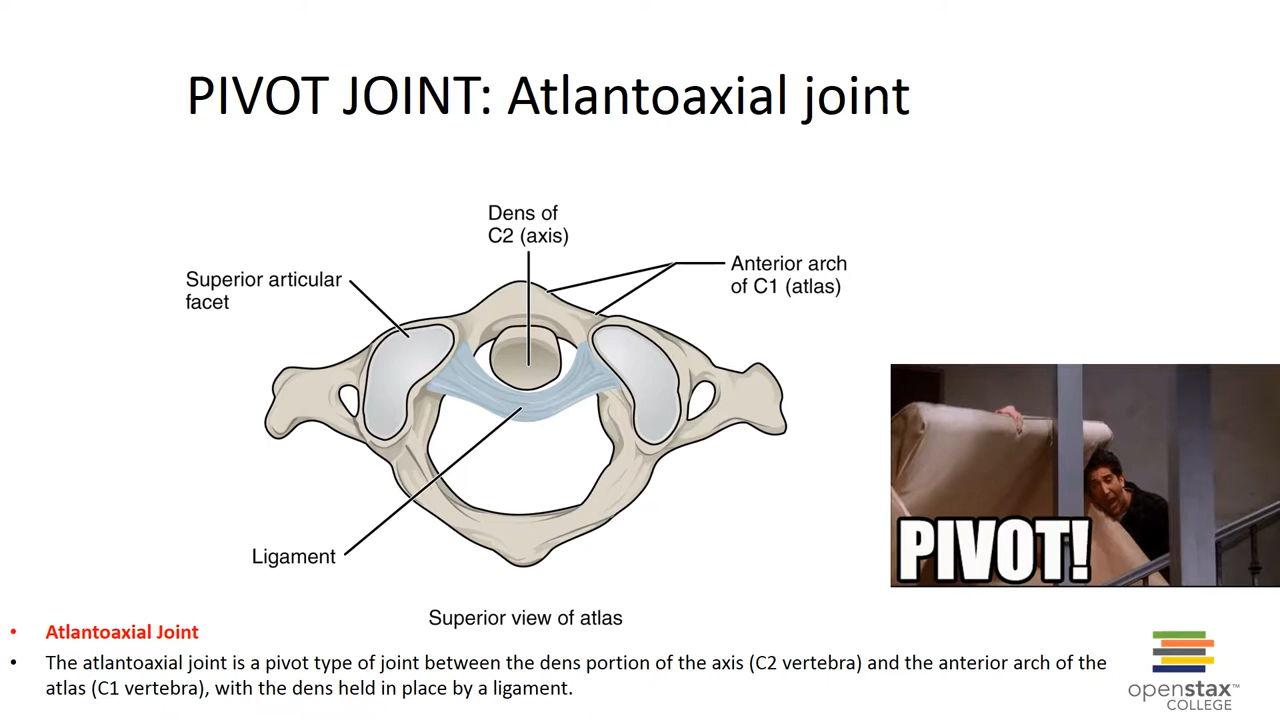 PIVOT JOINT: Atlantoaxial joint
Dens of
C2 (axis)
Superior articular
facet
Anterior arch
of C1 (atlas)
Ligament
Superior view of atlas
PIVOT!
• Atlantoaxial Joint
• The atlantoaxial joint is a pivot type of joint between the dens portion of the axis (C2 vertebra) and the anterior arch of the
atlas (C1 vertebra), with the dens held in place by a ligament.
openstax™
COLLEGE